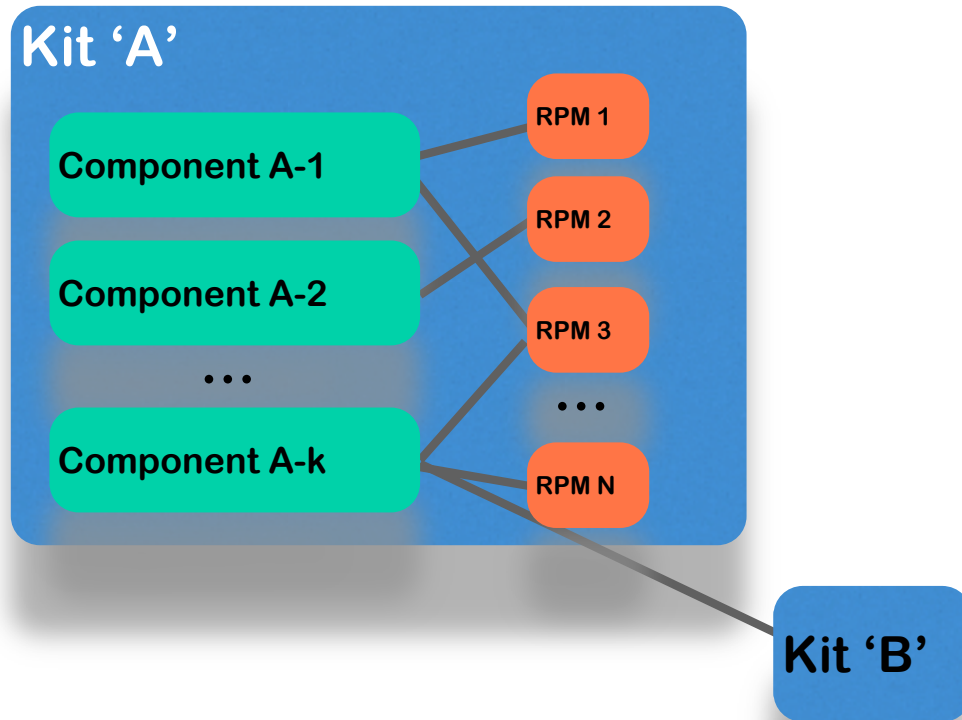 Kit ‘A’
Component A-1
Component A-2
...
Component A-k
RPM 1
RPM 2
RPM 3
...
RPM N
Kit ‘B’